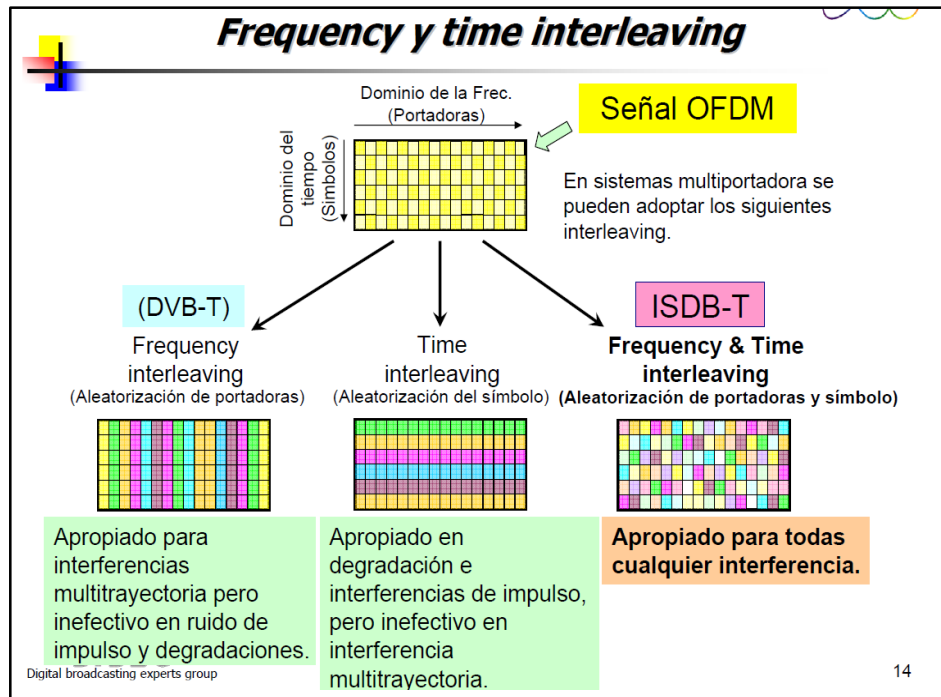 Frequency y time interleaving
Dominio de la Frec.
(Portadoras)
Señal OFDM
Dominio del
tiempo
(Simbolos)
En sistemas multiportadora se
pueden adoptar los siguientes
interleaving.
(DVB-T)
Frequency
interleaving
(Aleatorización de portadoras)
Time
interleaving
(Aleatorización del símbolo)
ISDB-T
Frequency & Time
interleaving
(Aleatorización de portadoras y símbolo)
Apropiado para
interferencias
multitrayectoria pero
inefectivo en ruido de
impulso y degradaciones.
Apropiado en
degradación e
interferencias de impulso,
pero inefectivo en
interferencia
multitrayectoria.
Apropiado para todas
cualquier interferencia.
Digital broadcasting experts group
14